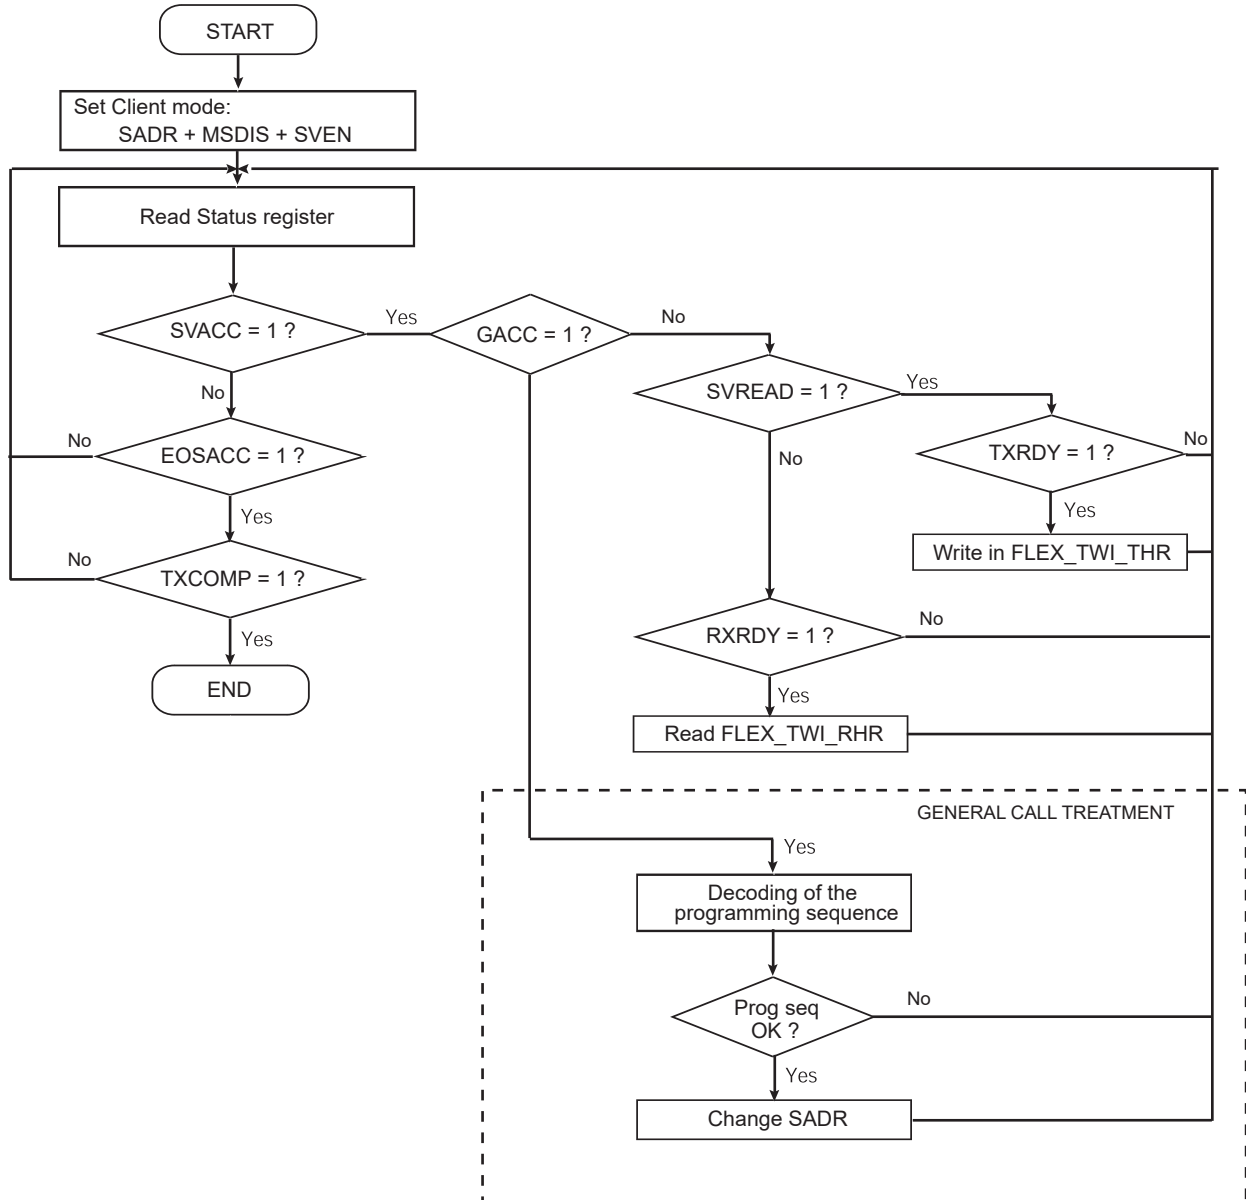 START
Set Client mode:
SADR + MSDIS + SVEN
Read Status register
SVACC = 1 ?
Yes
GACC = 1 ?
No
SVREAD = 1 ?
Yes
No
EOSACC = 1 ?
No
TXRDY = 1 ?
No
No
Yes
Yes
Write in FLEX_TWI_THR
TXCOMP = 1 ?
No
Yes
RXRDY = 1 ?
No
END
Yes
Read FLEX_TWI_RHR
GENERAL CALL TREATMENT
Yes
Decoding of the
programming sequence
Prog seq
OK ?
No
Yes
Change SADR